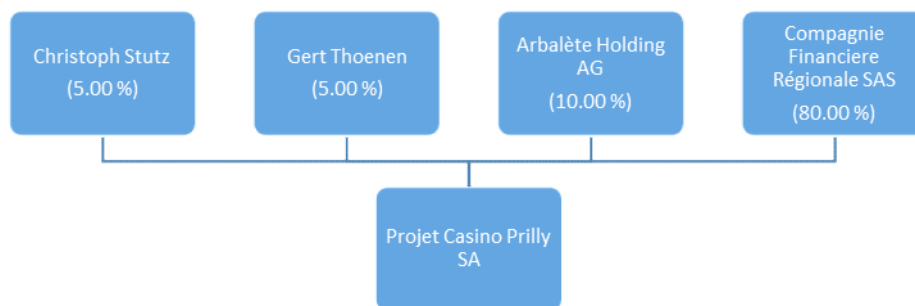 Christoph Stutz
(5.00 %)
Gert Thoenen
(5.00 %)
Arbalète Holding
AG
(10.00 %)
Compagnie
Financiere
Régionale SAS
(80.00 %)
Projet Casino Prilly
SA